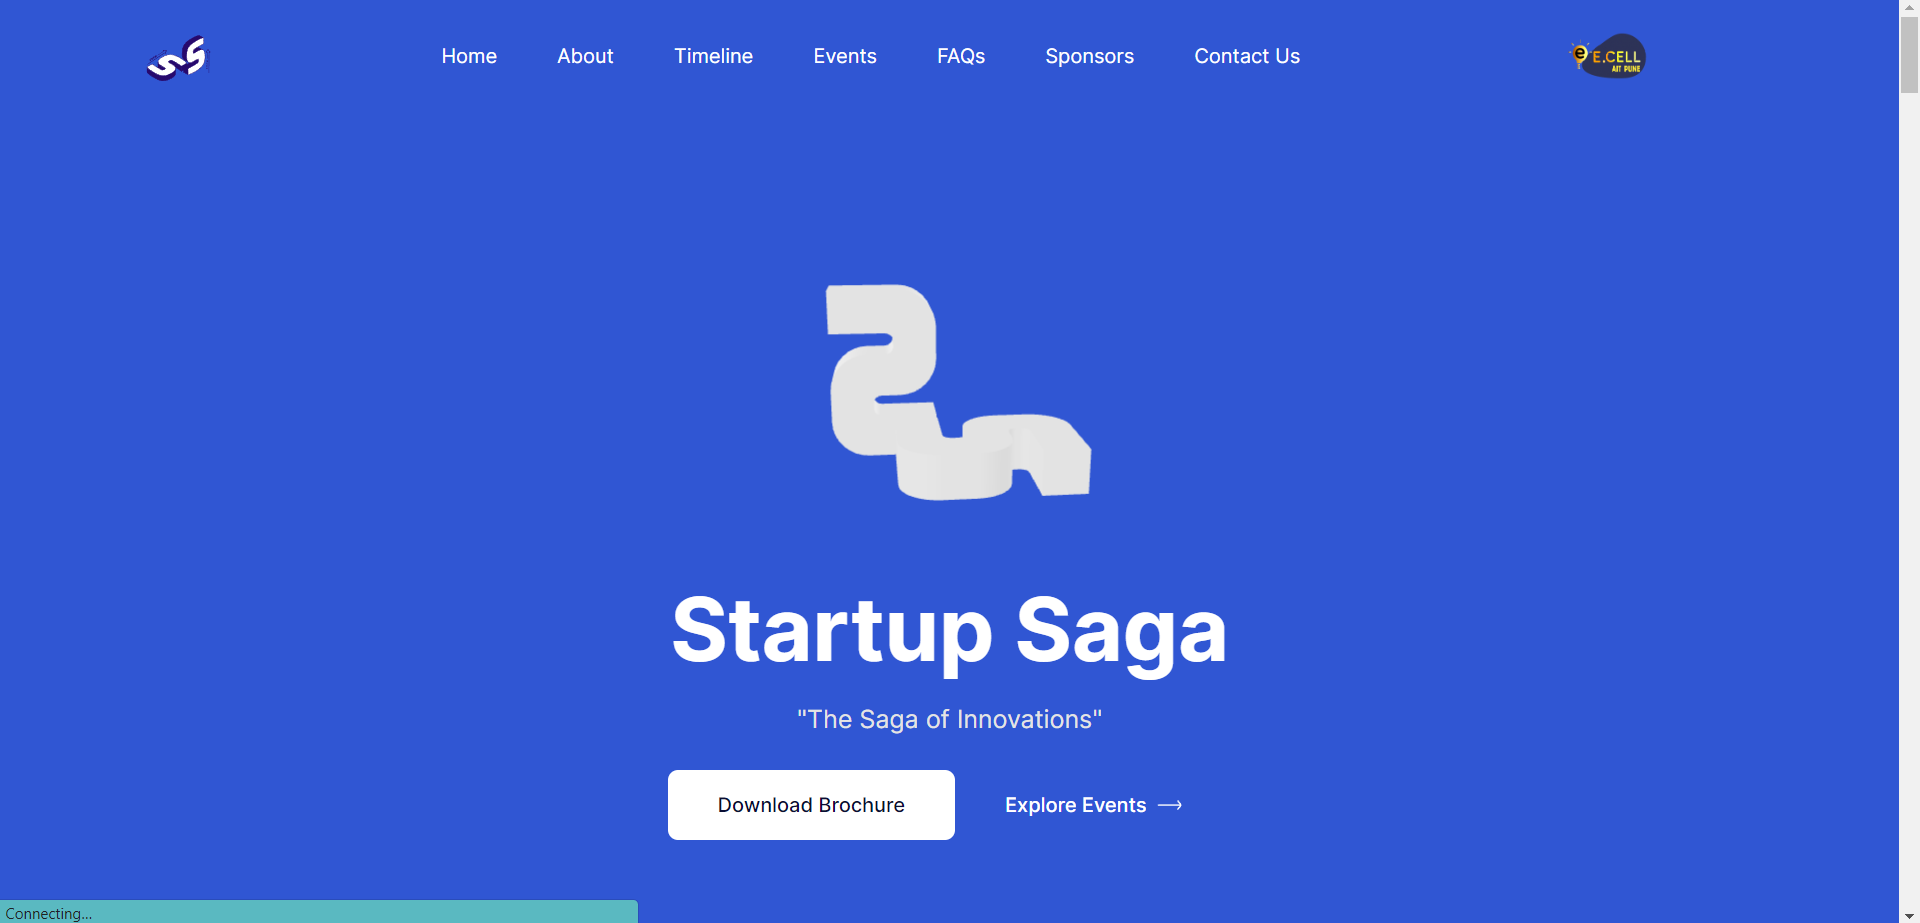 Home About Timeline Events FAQs Sponsors Contact Us
e E.CELL
AIT PUNE
Startup Saga
"The Saga of Innovations"
Download Brochure Explore Events →
Connecting...